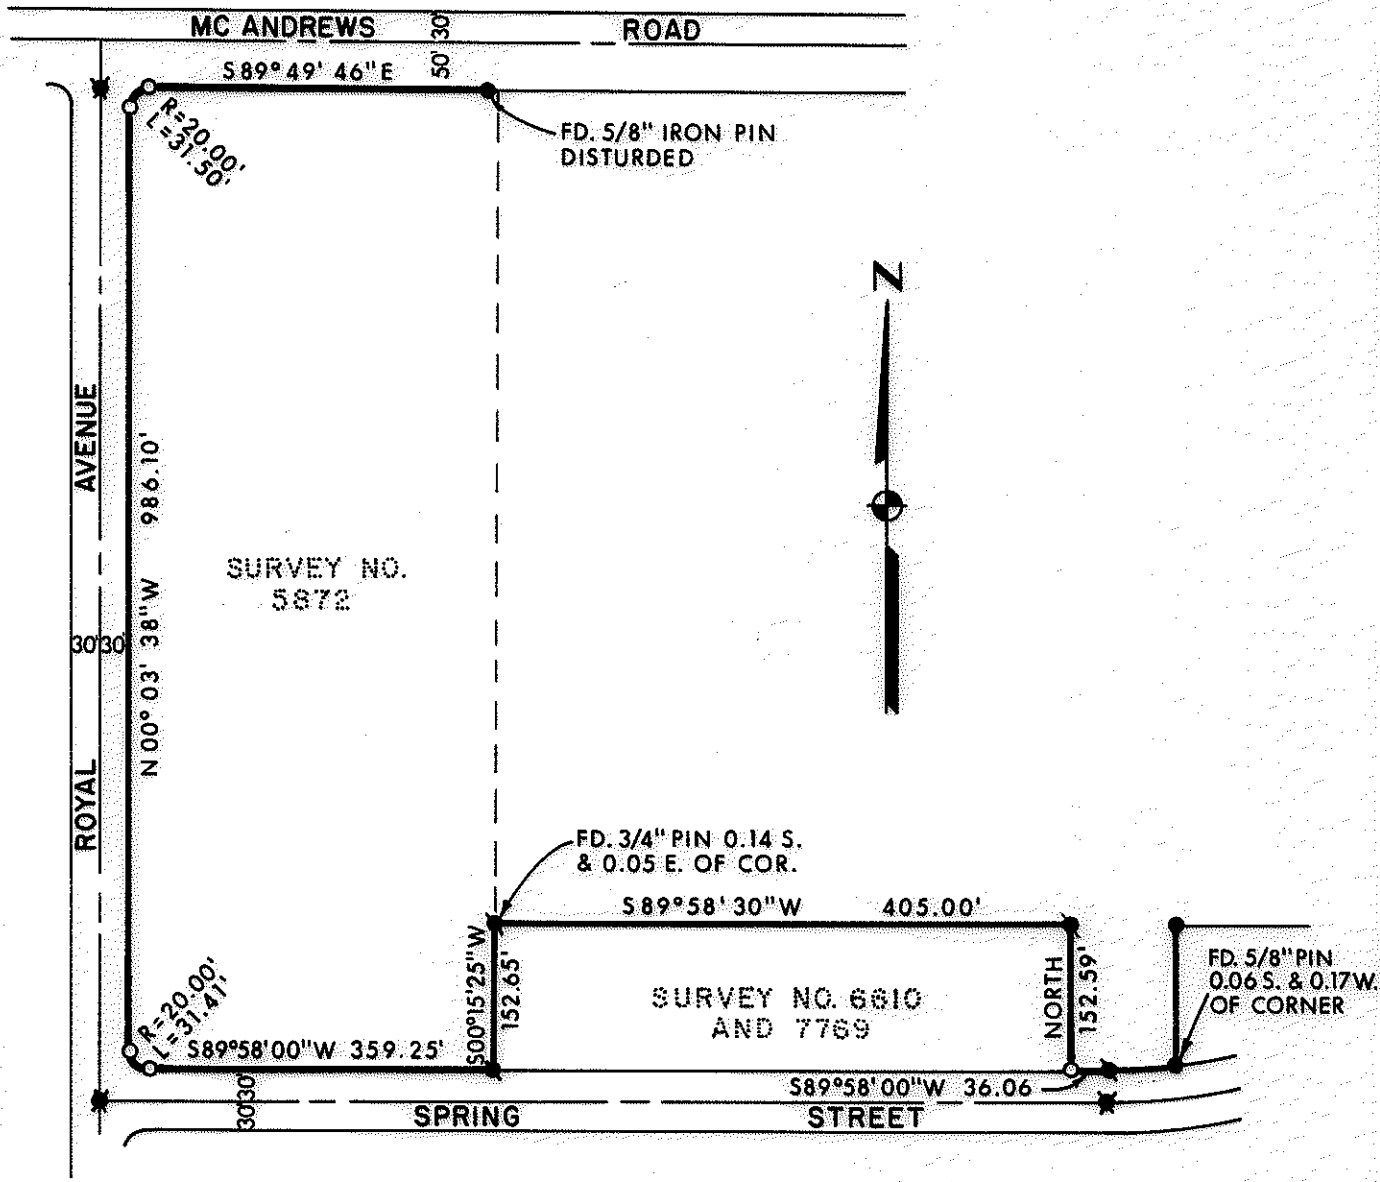 MC ANDREWS ROAD
50' 30'
S89°49' 46"E
R=20.00'
L=31.50'
FD. 5/8" IRON PIN
DISTURDED
N
ROYAL AVENUE
N00° 03' 38"W 986.10'
30' 30'
SURVEY NO.
5872
FD. 3/4" PIN 0.14 S.
& 0.05 E. OF COR.
S89°58'30"W 405.00'
S00°15'25"W
152.65'
SURVEY NO. 6610
AND 7769
NORTH
152.59'
FD. 5/8" PIN
0.06 S. & 0.17 W.
OF CORNER
R=20.00'
L=31.41'
S89°58'00"W 359.25'
S89°58'00"W 36.06
30' 30'
SPRING STREET